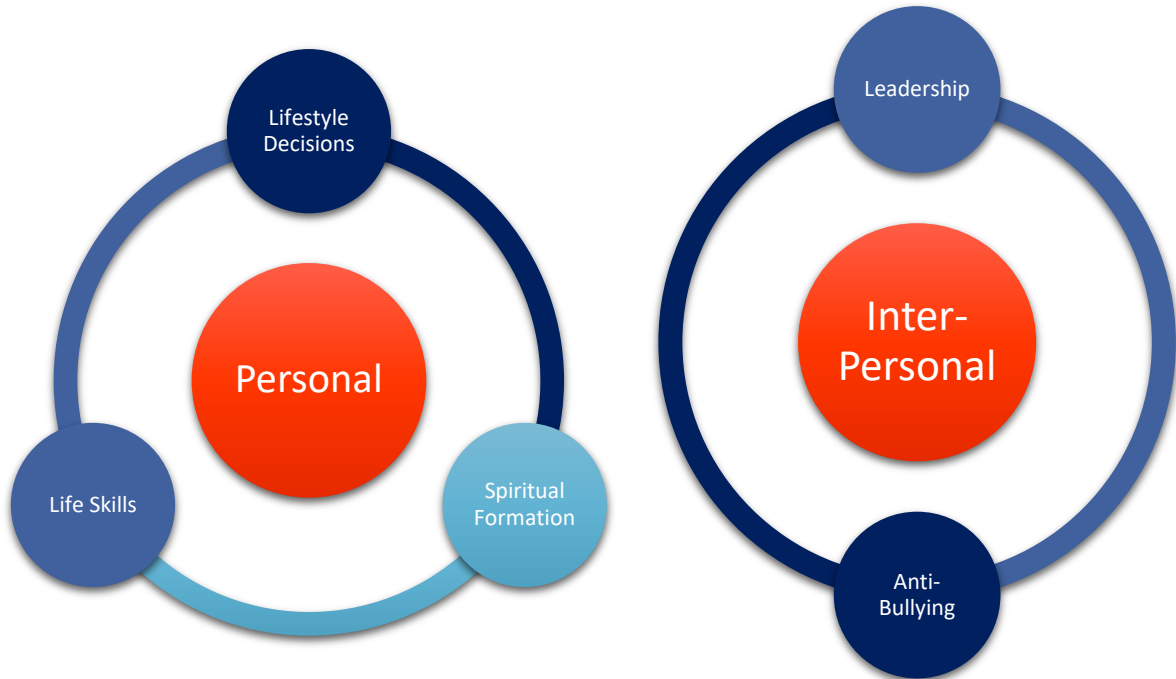 Lifestyle
Decisions
Personal
Life Skills
Spiritual
Formation
Leadership
Inter-
Personal
Anti-
Bullying